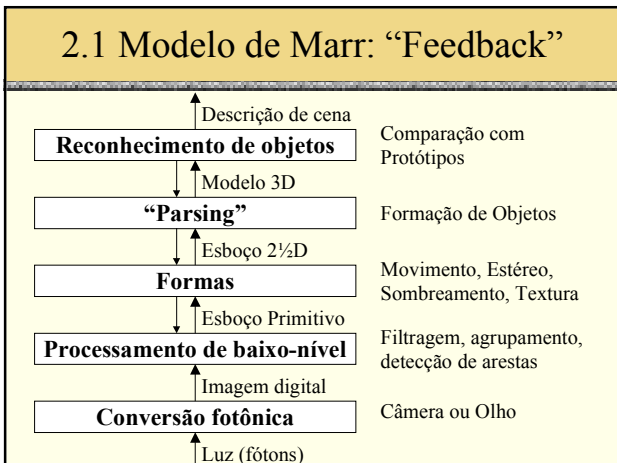 2.1 Modelo de Marr: “Feedback”
Descrição de cena
Reconhecimento de objetos
Comparação com
Protótipos
Modelo 3D
“Parsing”
Formação de Objetos
Esboço 2½D
Formas
Movimento, Estéreo,
Sombreamento, Textura
Esboço Primitivo
Processamento de baixo-nível
Filtragem, agrupamento,
detecção de arestas
Imagem digital
Conversão fotônica
Câmera ou Olho
Luz (fótons)